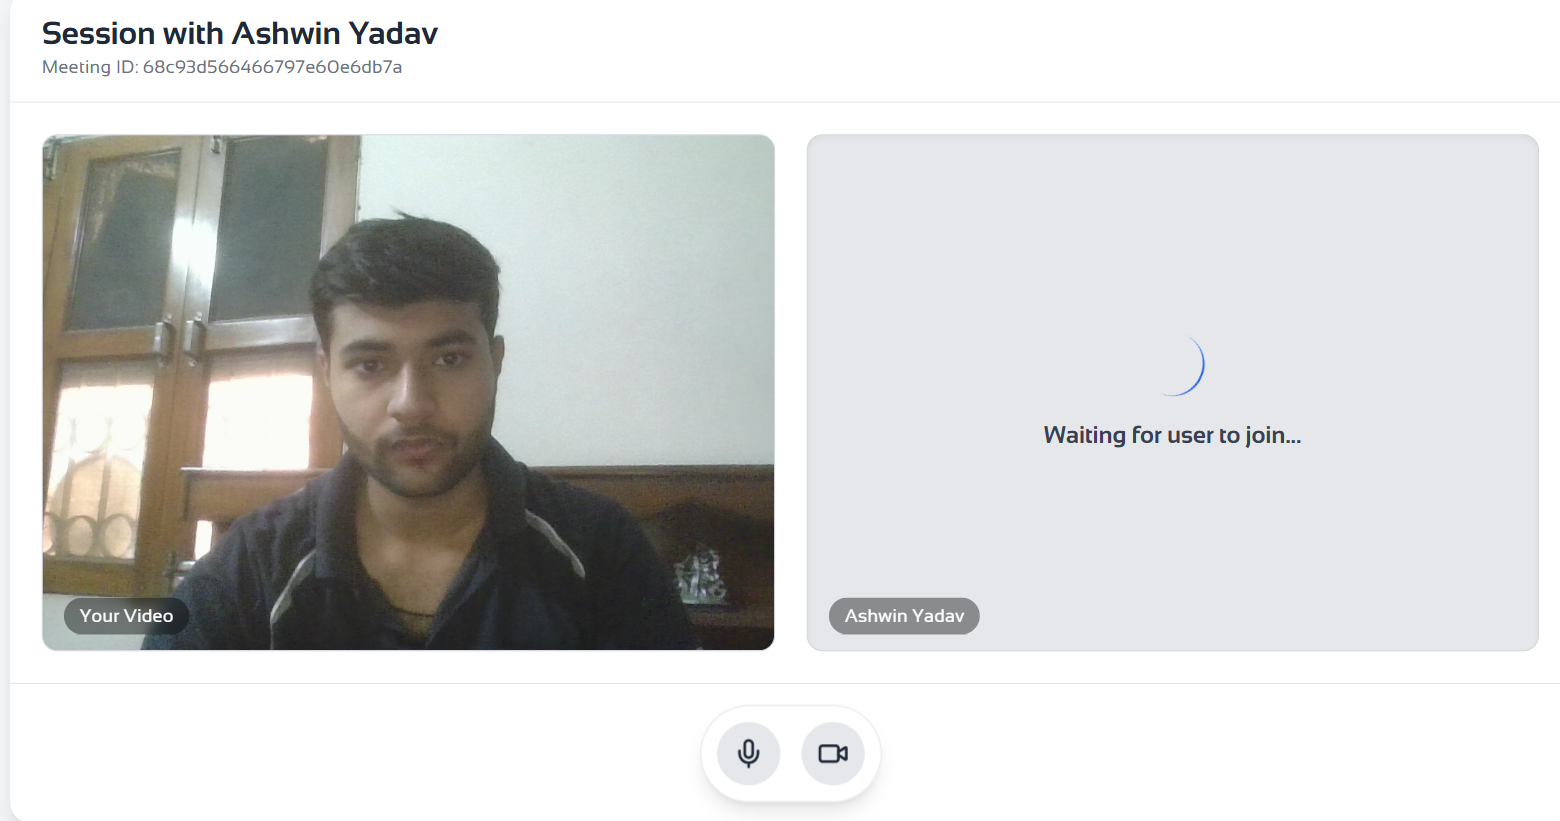 Session with Ashwin Yadav
Meeting ID: 68c93d566466797e60e6db7a
Your Video
Waiting for user to join...
Ashwin Yadav